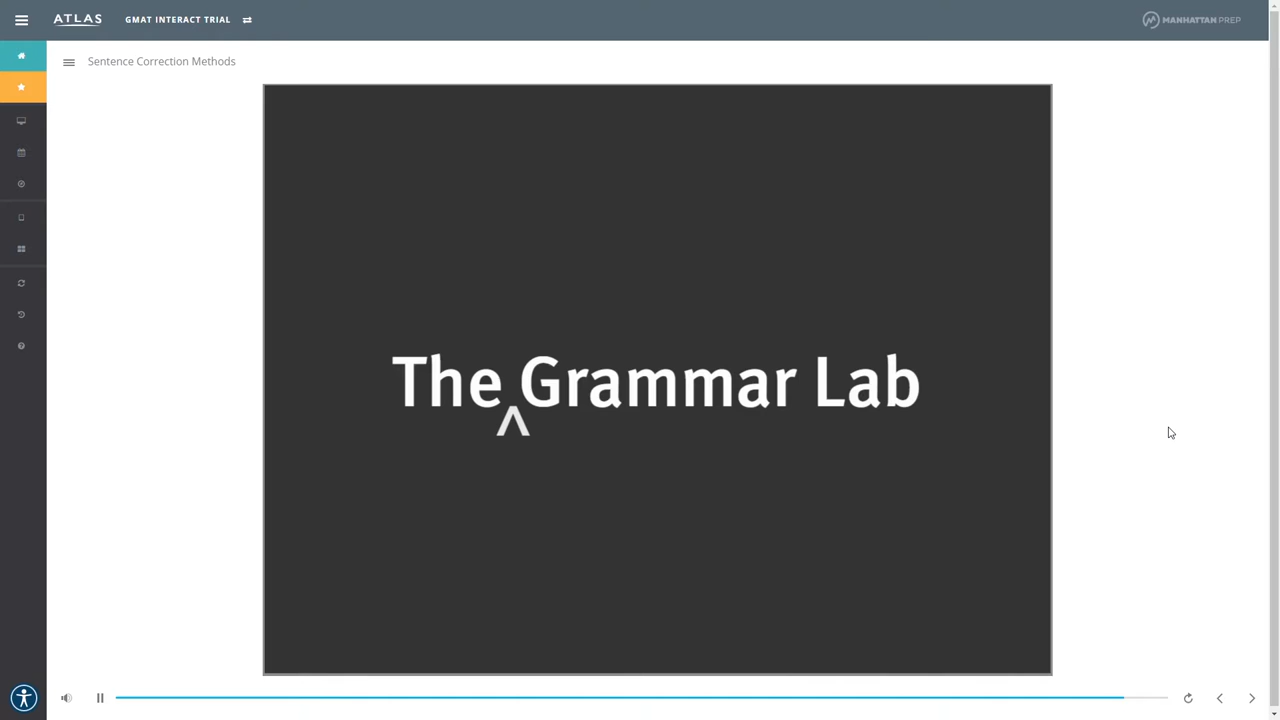 ATLAS
GMAT INTERACT TRIAL
MANHATTAN PREP
Sentence Correction Methods
The Grammar Lab
^